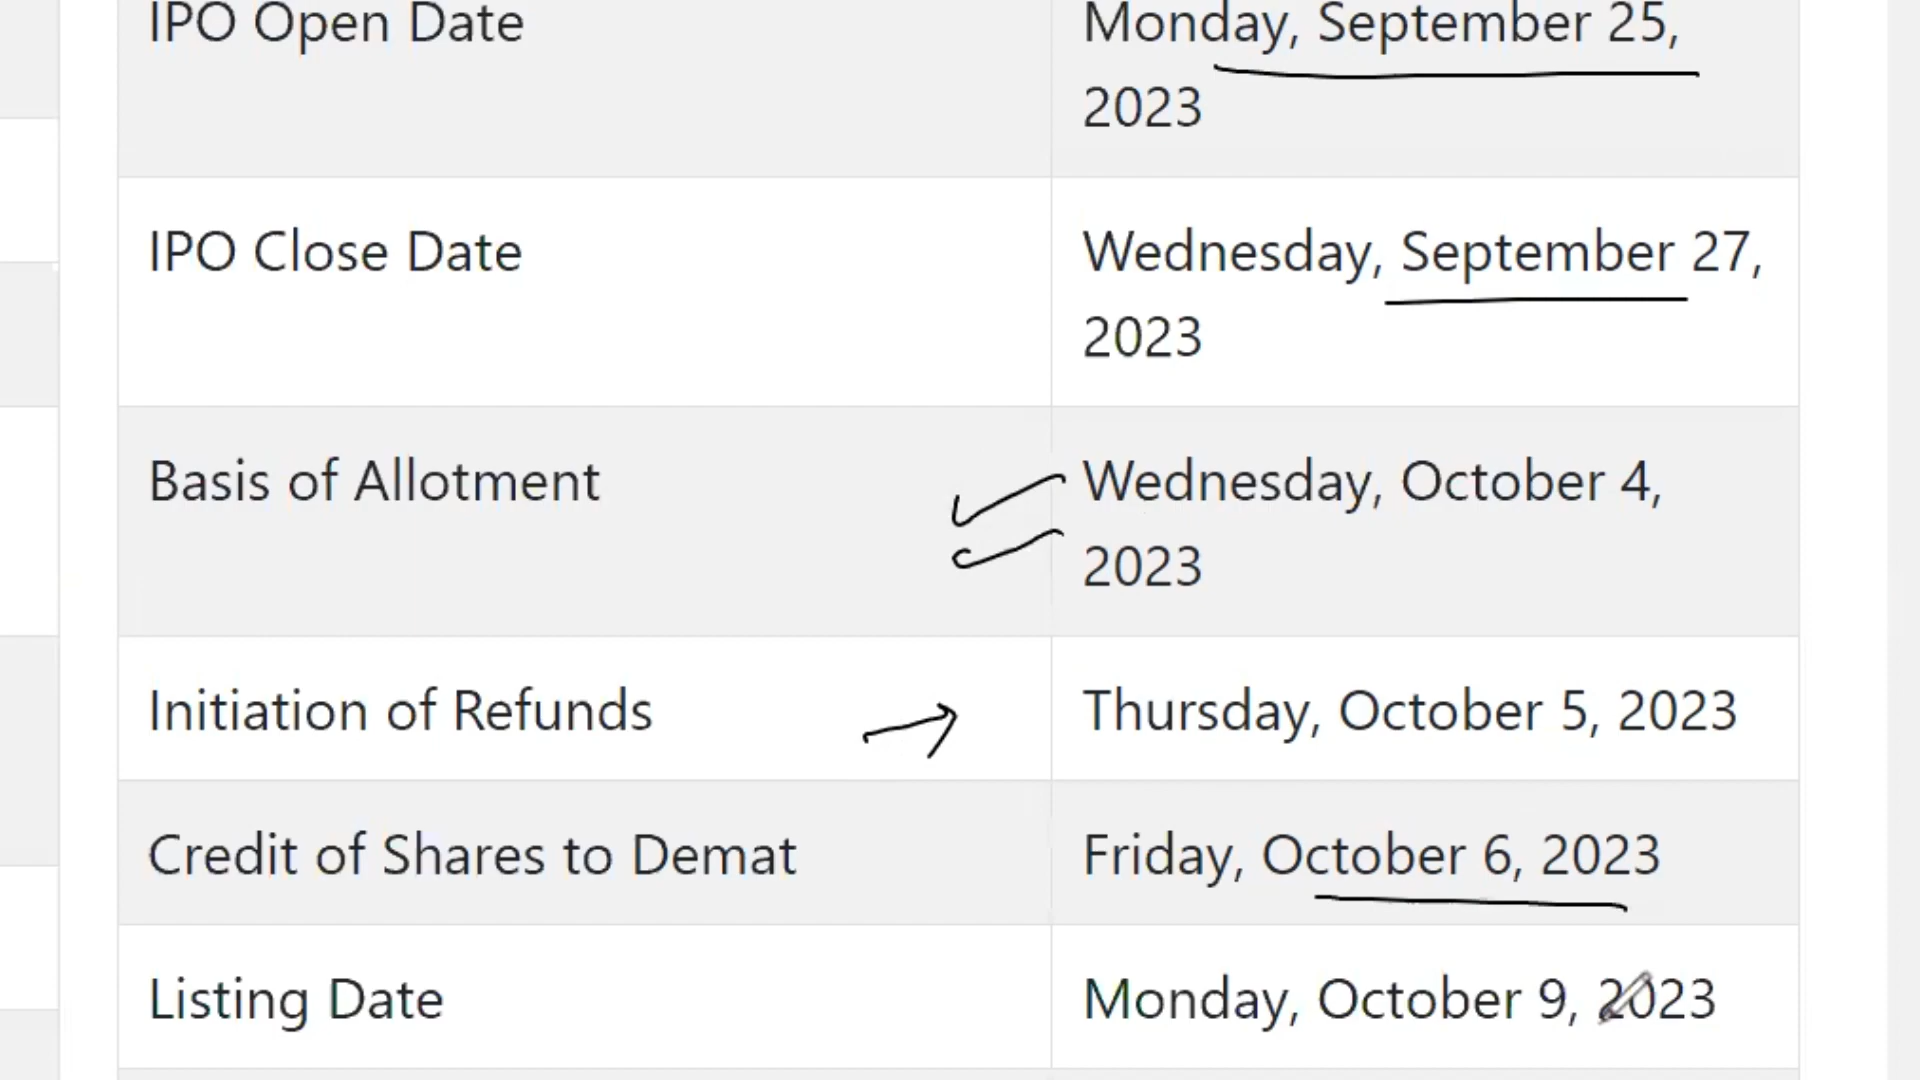 IPO Open Date
Monday, September 25,
2023
IPO Close Date
Wednesday, September 27,
2023
Basis of Allotment
Wednesday, October 4,
2023
Initiation of Refunds
Thursday, October 5, 2023
Credit of Shares to Demat
Friday, October 6, 2023
Listing Date
Monday, October 9, 2023